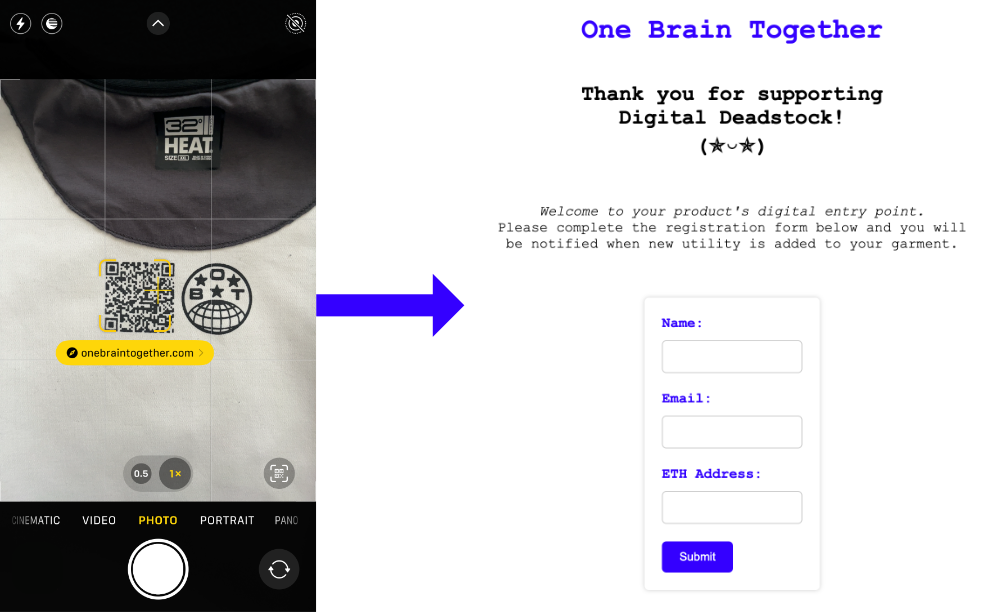 32°
HEAT
SIZE XXL
O
B T
onebraintogether.com
0.5
1×
CINEMATIC
VIDEO
PHOTO
PORTRAIT
PANO
One Brain Together
Thank you for supporting
Digital Deadstock!
(✯◡✯)
Welcome to your product's digital entry point.
Please complete the registration form below and you will
be notified when new utility is added to your garment.
Name:
Email:
ETH Address:
Submit